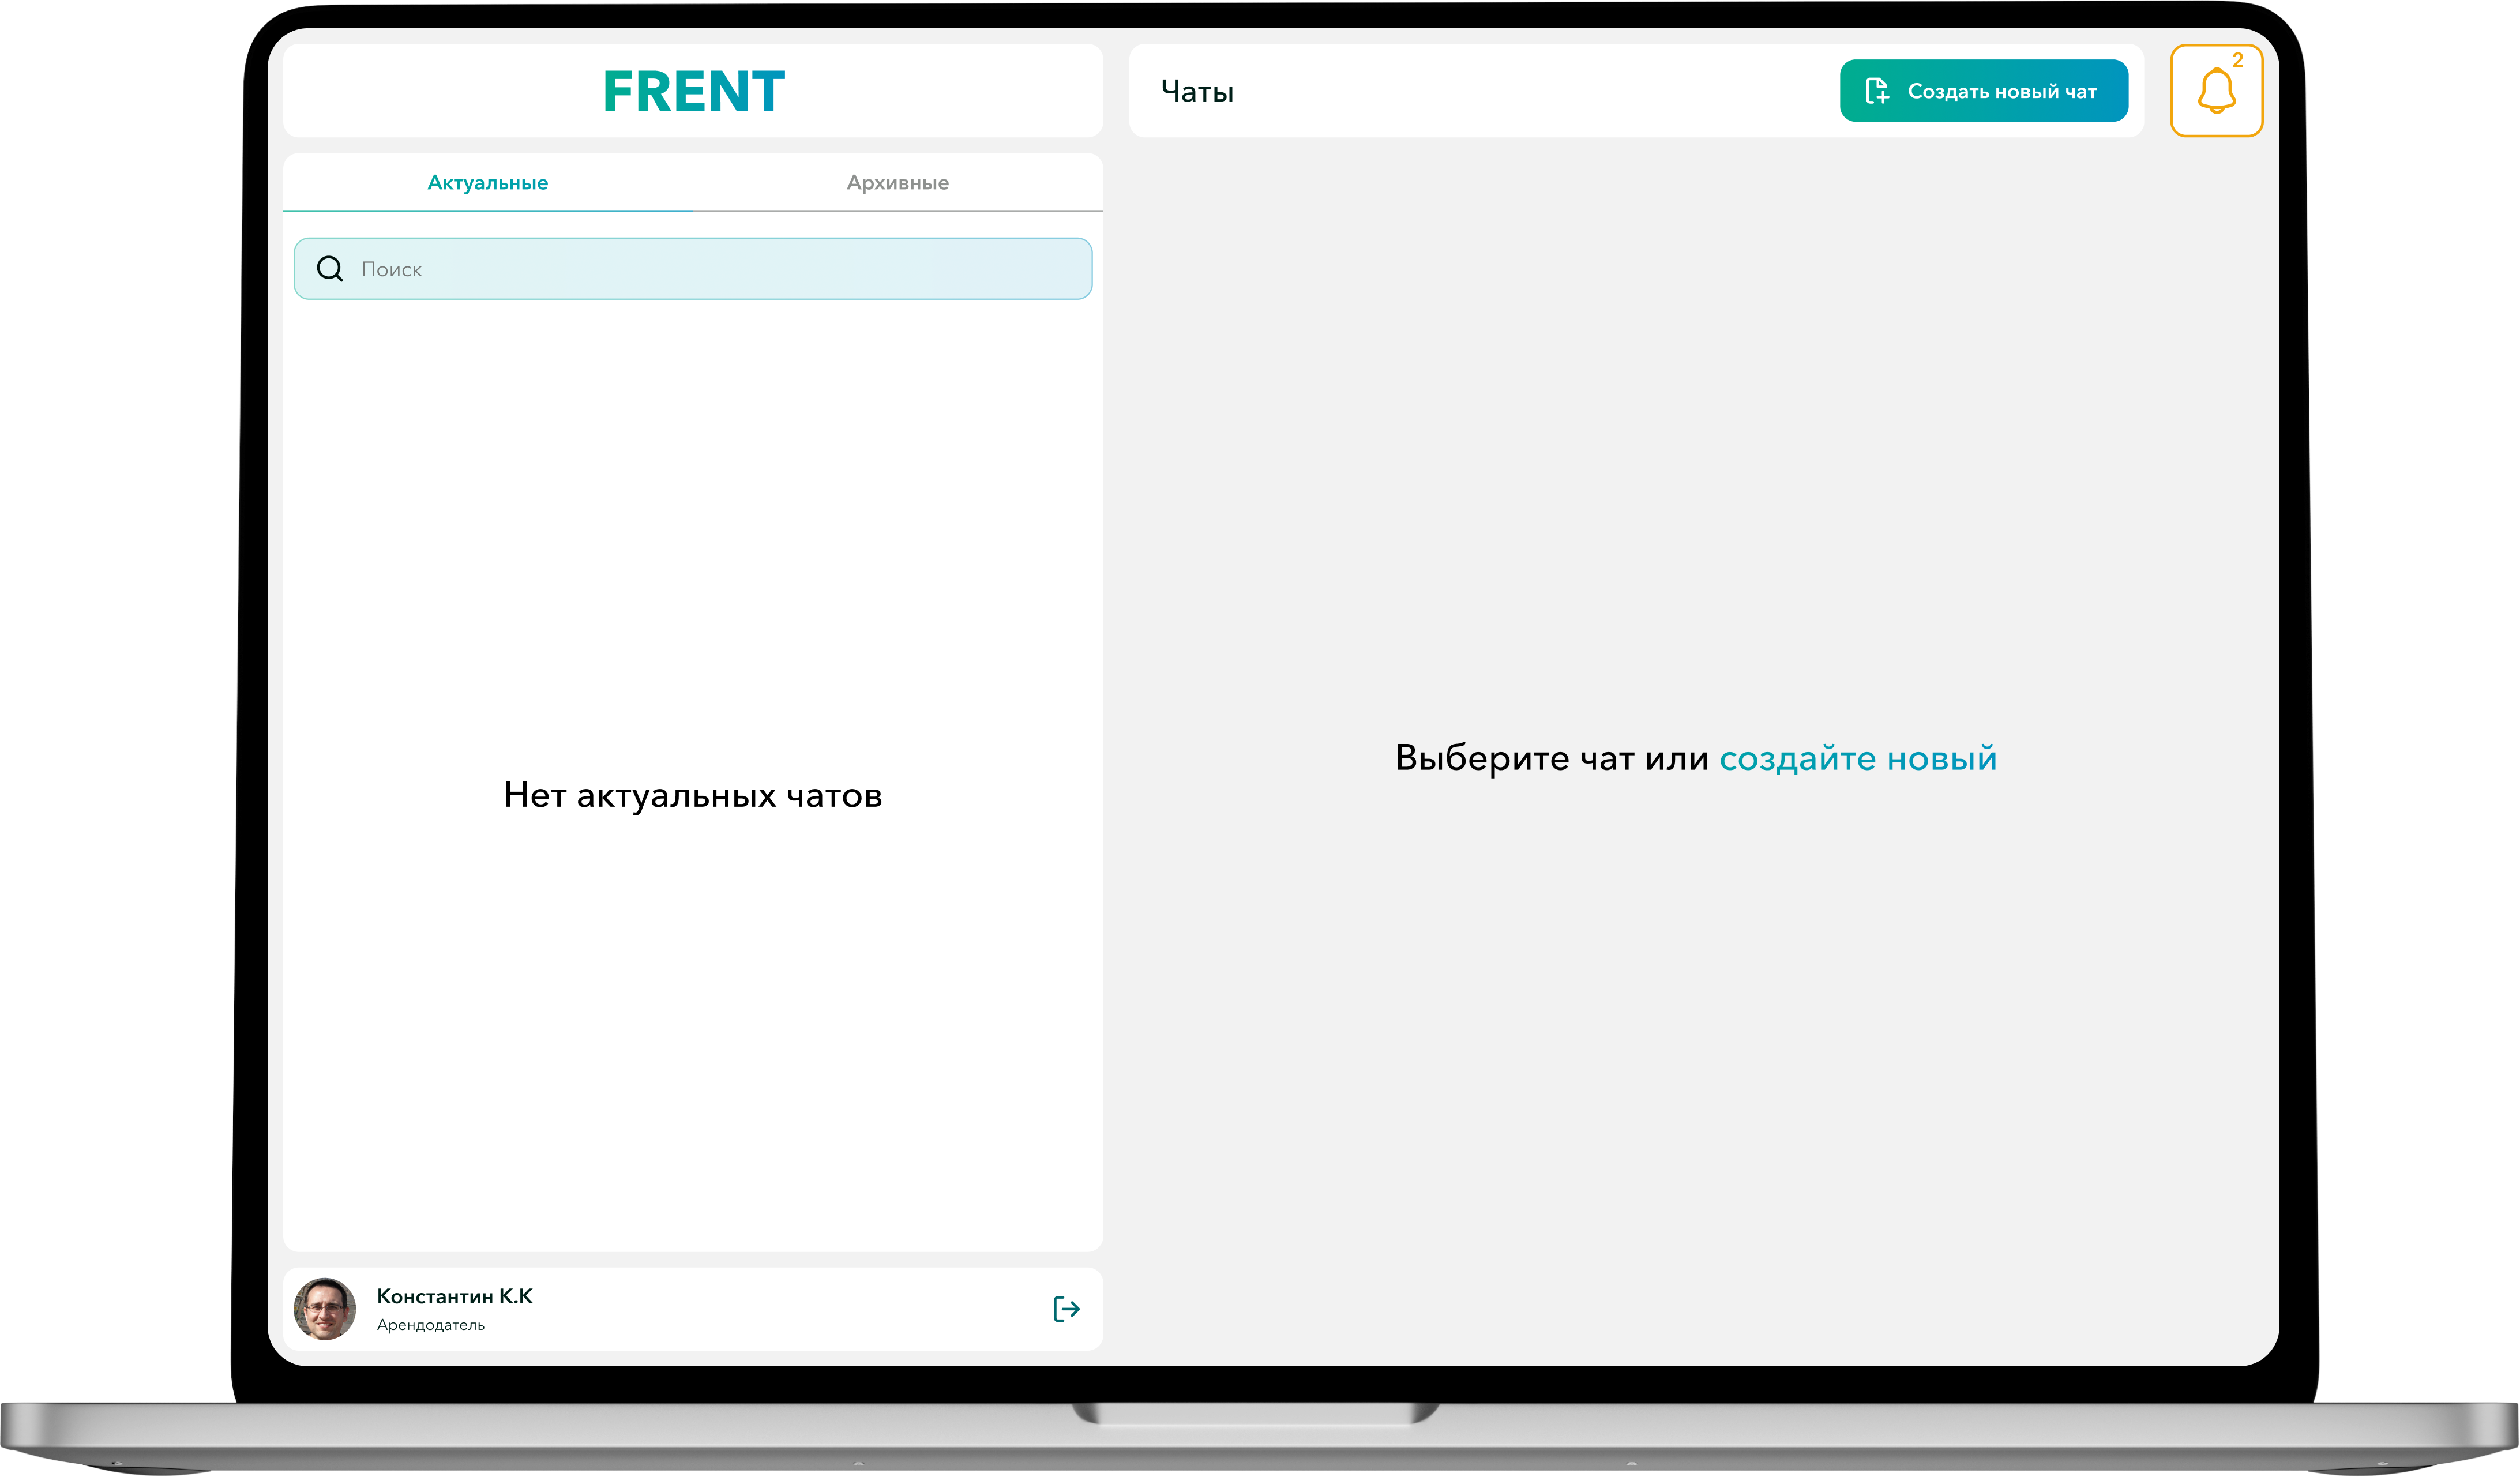 FRENT
Чаты
Создать новый чат
2
Актуальные
Архивные
Поиск
Нет актуальных чатов
Выберите чат или создайте новый
Константин К.К
Арендодатель